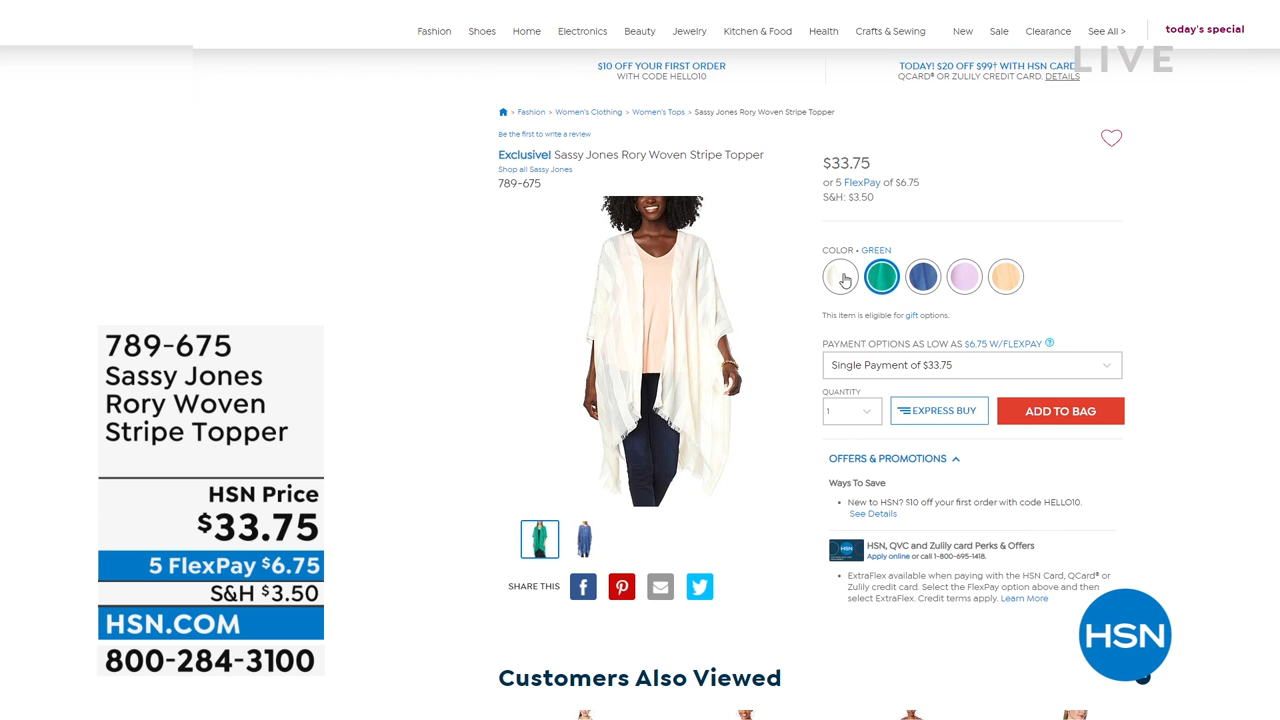 Fashion Shoes Home Electronics Beauty Jewelry Kitchen & Food Health Crafts & Sewing New Sale Clearance See All > today's special
LIVE
$10 OFF YOUR FIRST ORDER
WITH CODE HELLO10
TODAY! $20 OFF $99† WITH HSN CARD,
QCARD® OR ZULILY CREDIT CARD. DETAILS
> Fashion > Women's Clothing > Women's Tops > Sassy Jones Rory Woven Stripe Topper
Be the first to write a review
Exclusive! Sassy Jones Rory Woven Stripe Topper
Shop all Sassy Jones
789-675
$33.75
or 5 FlexPay of $6.75
S&H: $3.50
COLOR • GREEN
This item is eligible for gift options.
PAYMENT OPTIONS AS LOW AS $6.75 W/FLEXPAY ?
Single Payment of $33.75
QUANTITY
1
EXPRESS BUY
ADD TO BAG
OFFERS & PROMOTIONS
Ways To Save
• New to HSN? $10 off your first order with code HELLO10.
See Details
HSN
HSN, QVC and Zulily card Perks & Offers
Apply online or call 1-800-695-1418.
• ExtraFlex available when paying with the HSN Card, QCard® or
Zulily credit card. Select the FlexPay option above and then
select ExtraFlex. Credit terms apply. Learn More
SHARE THIS
Customers Also Viewed
789-675
Sassy Jones
Rory Woven
Stripe Topper
HSN Price
$33.75
5 FlexPay $6.75
S&H $3.50
HSN.COM
800-284-3100
HSN